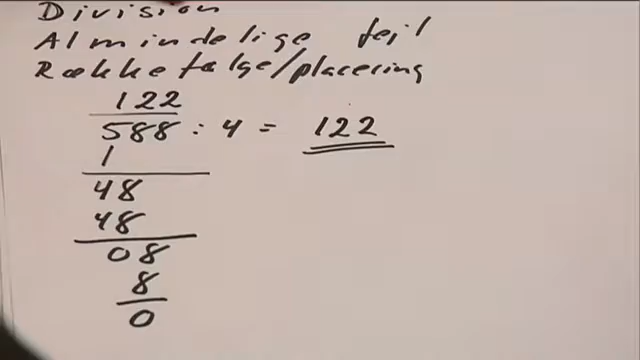 Division
Almindelige fejl
Rækkefølge/placering
122
588 : 4 = 122
1
48
48
08
8
0